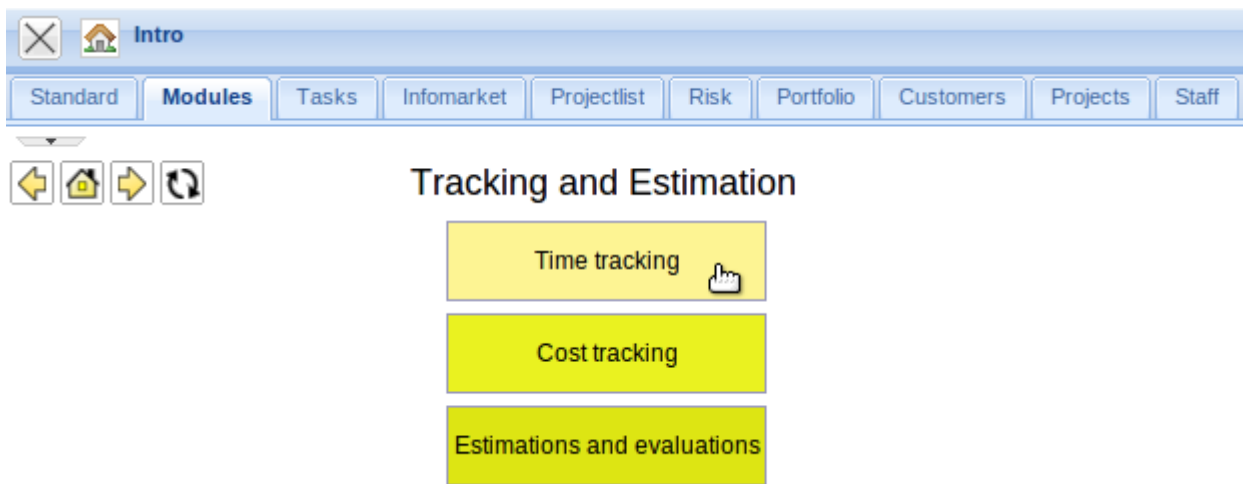 Intro
Standard Modules Tasks Infomarket Projectlist Risk Portfolio Customers Projects Staff
Tracking and Estimation
Time tracking
Cost tracking
Estimations and evaluations